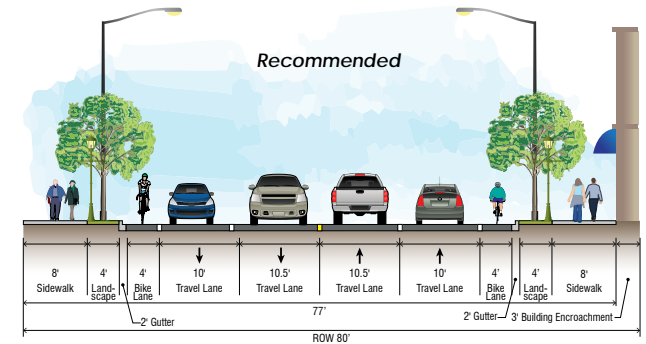 Recommended
8' 4' 4' 10' 10.5' 10.5' 10' 4' 4' 8'
Sidewalk Land- Bike Travel Lane Travel Lane Travel Lane Travel Lane Bike Land- Sidewalk
scape Lane Lane scape
77'
2' Gutter 2' Gutter 3' Building Encroachment
ROW 80'